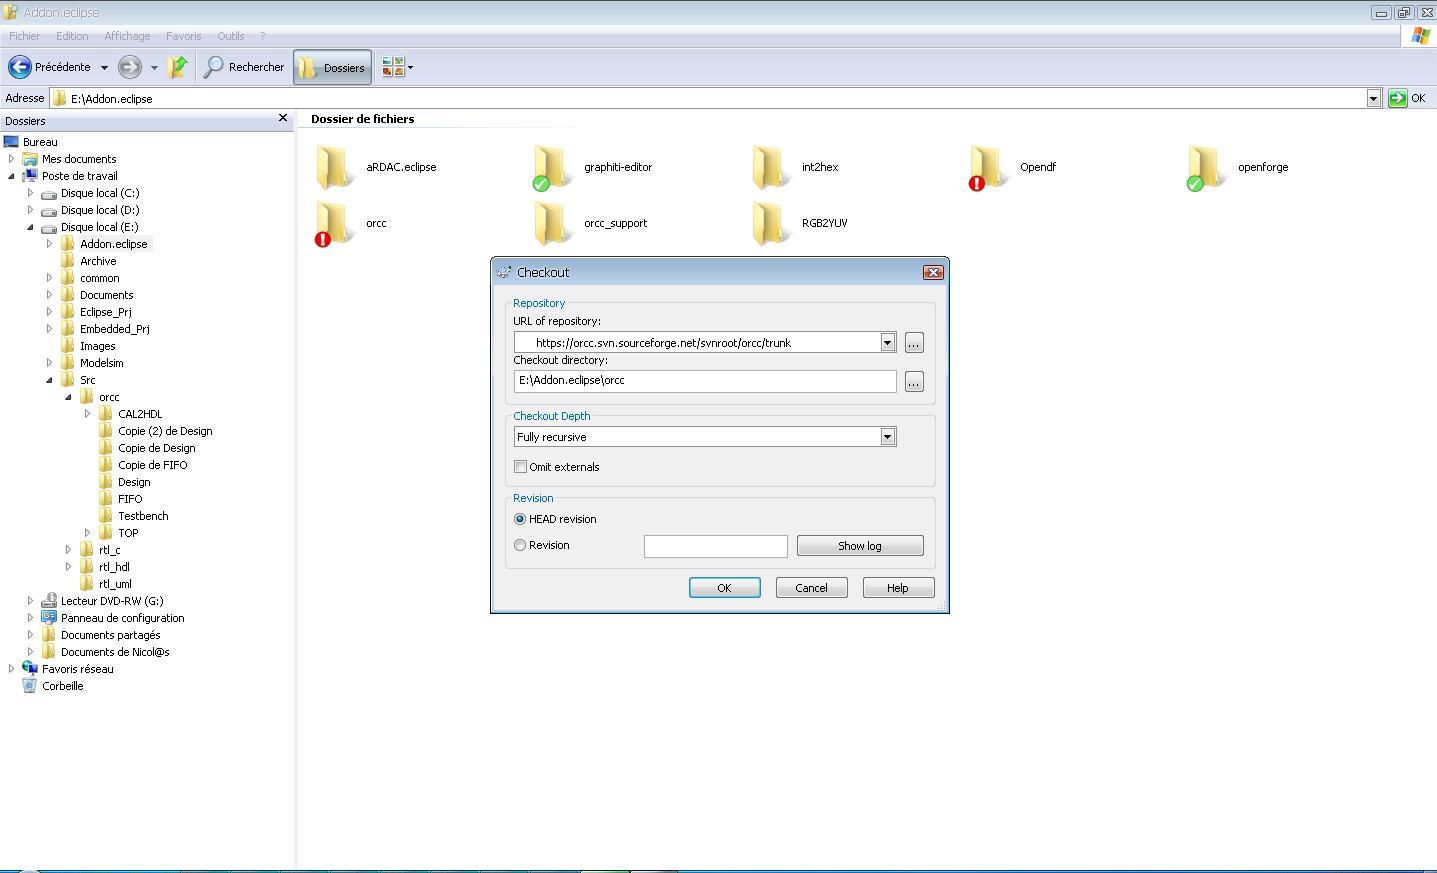 Addon.eclipse
Fichier Edition Affichage Favoris Outils ?
Précédente Rechercher Dossiers
Adresse E:\Addon.eclipse OK
Dossiers
Bureau
Mes documents
Poste de travail
Disque local (C:)
Disque local (D:)
Disque local (E:)
Addon.eclipse
Archive
common
Documents
Eclipse_Prj
Embedded_Prj
Images
Modelsim
Src
orcc
CAL2HDL
Copie (2) de Design
Copie de Design
Copie de FIFO
Design
FIFO
Testbench
TOP
rtl_c
rtl_hdl
rtl_uml
Lecteur DVD-RW (G:)
Panneau de configuration
Documents partagés
Documents de Nicol@s
Favoris réseau
Corbeille
Dossier de fichiers
aRDAC.eclipse graphiti-editor int2hex Opendf openforge
orcc orcc_support RGB2YUV
Checkout
Repository
URL of repository:
https://orcc.svn.sourceforge.net/svnroot/orcc/trunk
...
Checkout directory:
E:\Addon.eclipse\orcc
...
Checkout Depth
Fully recursive
Omit externals
Revision
HEAD revision
Revision Show log
OK Cancel Help